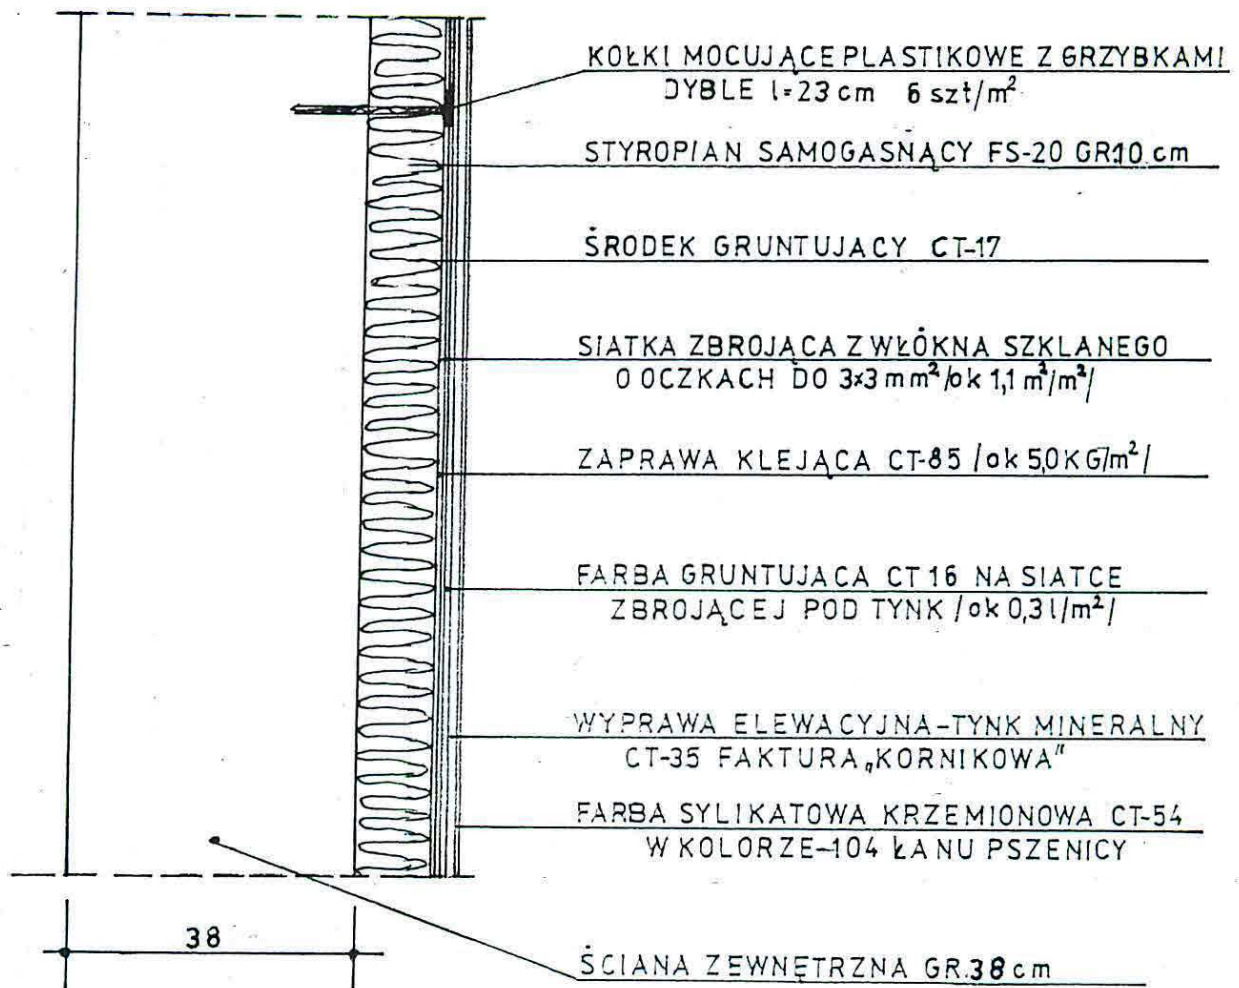 KOŁKI MOCUJĄCE PLASTIKOWE Z GRZYBKAMI
DYBLE l=23 cm 6 szt/m²
STYROPIAN SAMOGASNĄCY FS-20 GR.10 cm
ŚRODEK GRUNTUJACY CT-17
SIATKA ZBROJĄCA Z WŁÓKNA SZKLANEGO
O OCZKACH DO 3x3 mm² /ok 1,1 m²/m²/
ZAPRAWA KLEJĄCA CT-85 /ok 5,0 KG/m²/
FARBA GRUNTUJACA CT 16 NA SIATCE
ZBROJĄCEJ POD TYNK /ok 0,3 l/m²/
WYPRAWA ELEWACYJNA-TYNK MINERALNY
CT-35 FAKTURA „KORNIKOWA"
FARBA SYLIKATOWA KRZEMIONOWA CT-54
W KOLORZE-104 ŁANU PSZENICY
38
ŚCIANA ZEWNĘTRZNA GR.38 cm